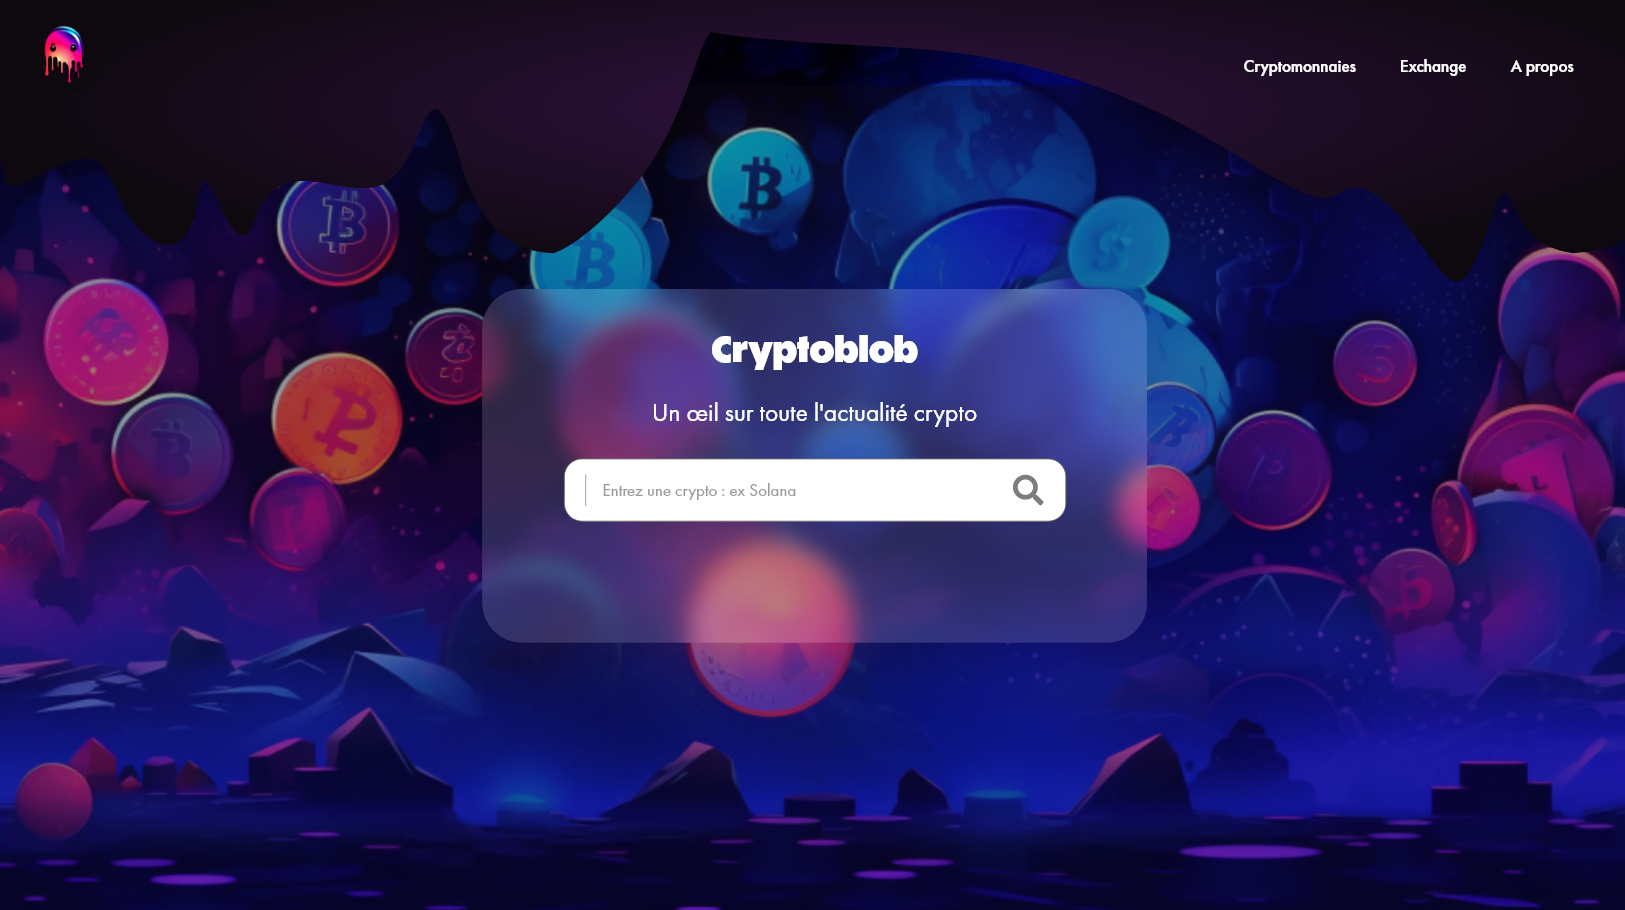 Cryptomonnaies
Exchange
A propos
Cryptoblob
Un œil sur toute l'actualité crypto
Entrez une crypto : ex Solana